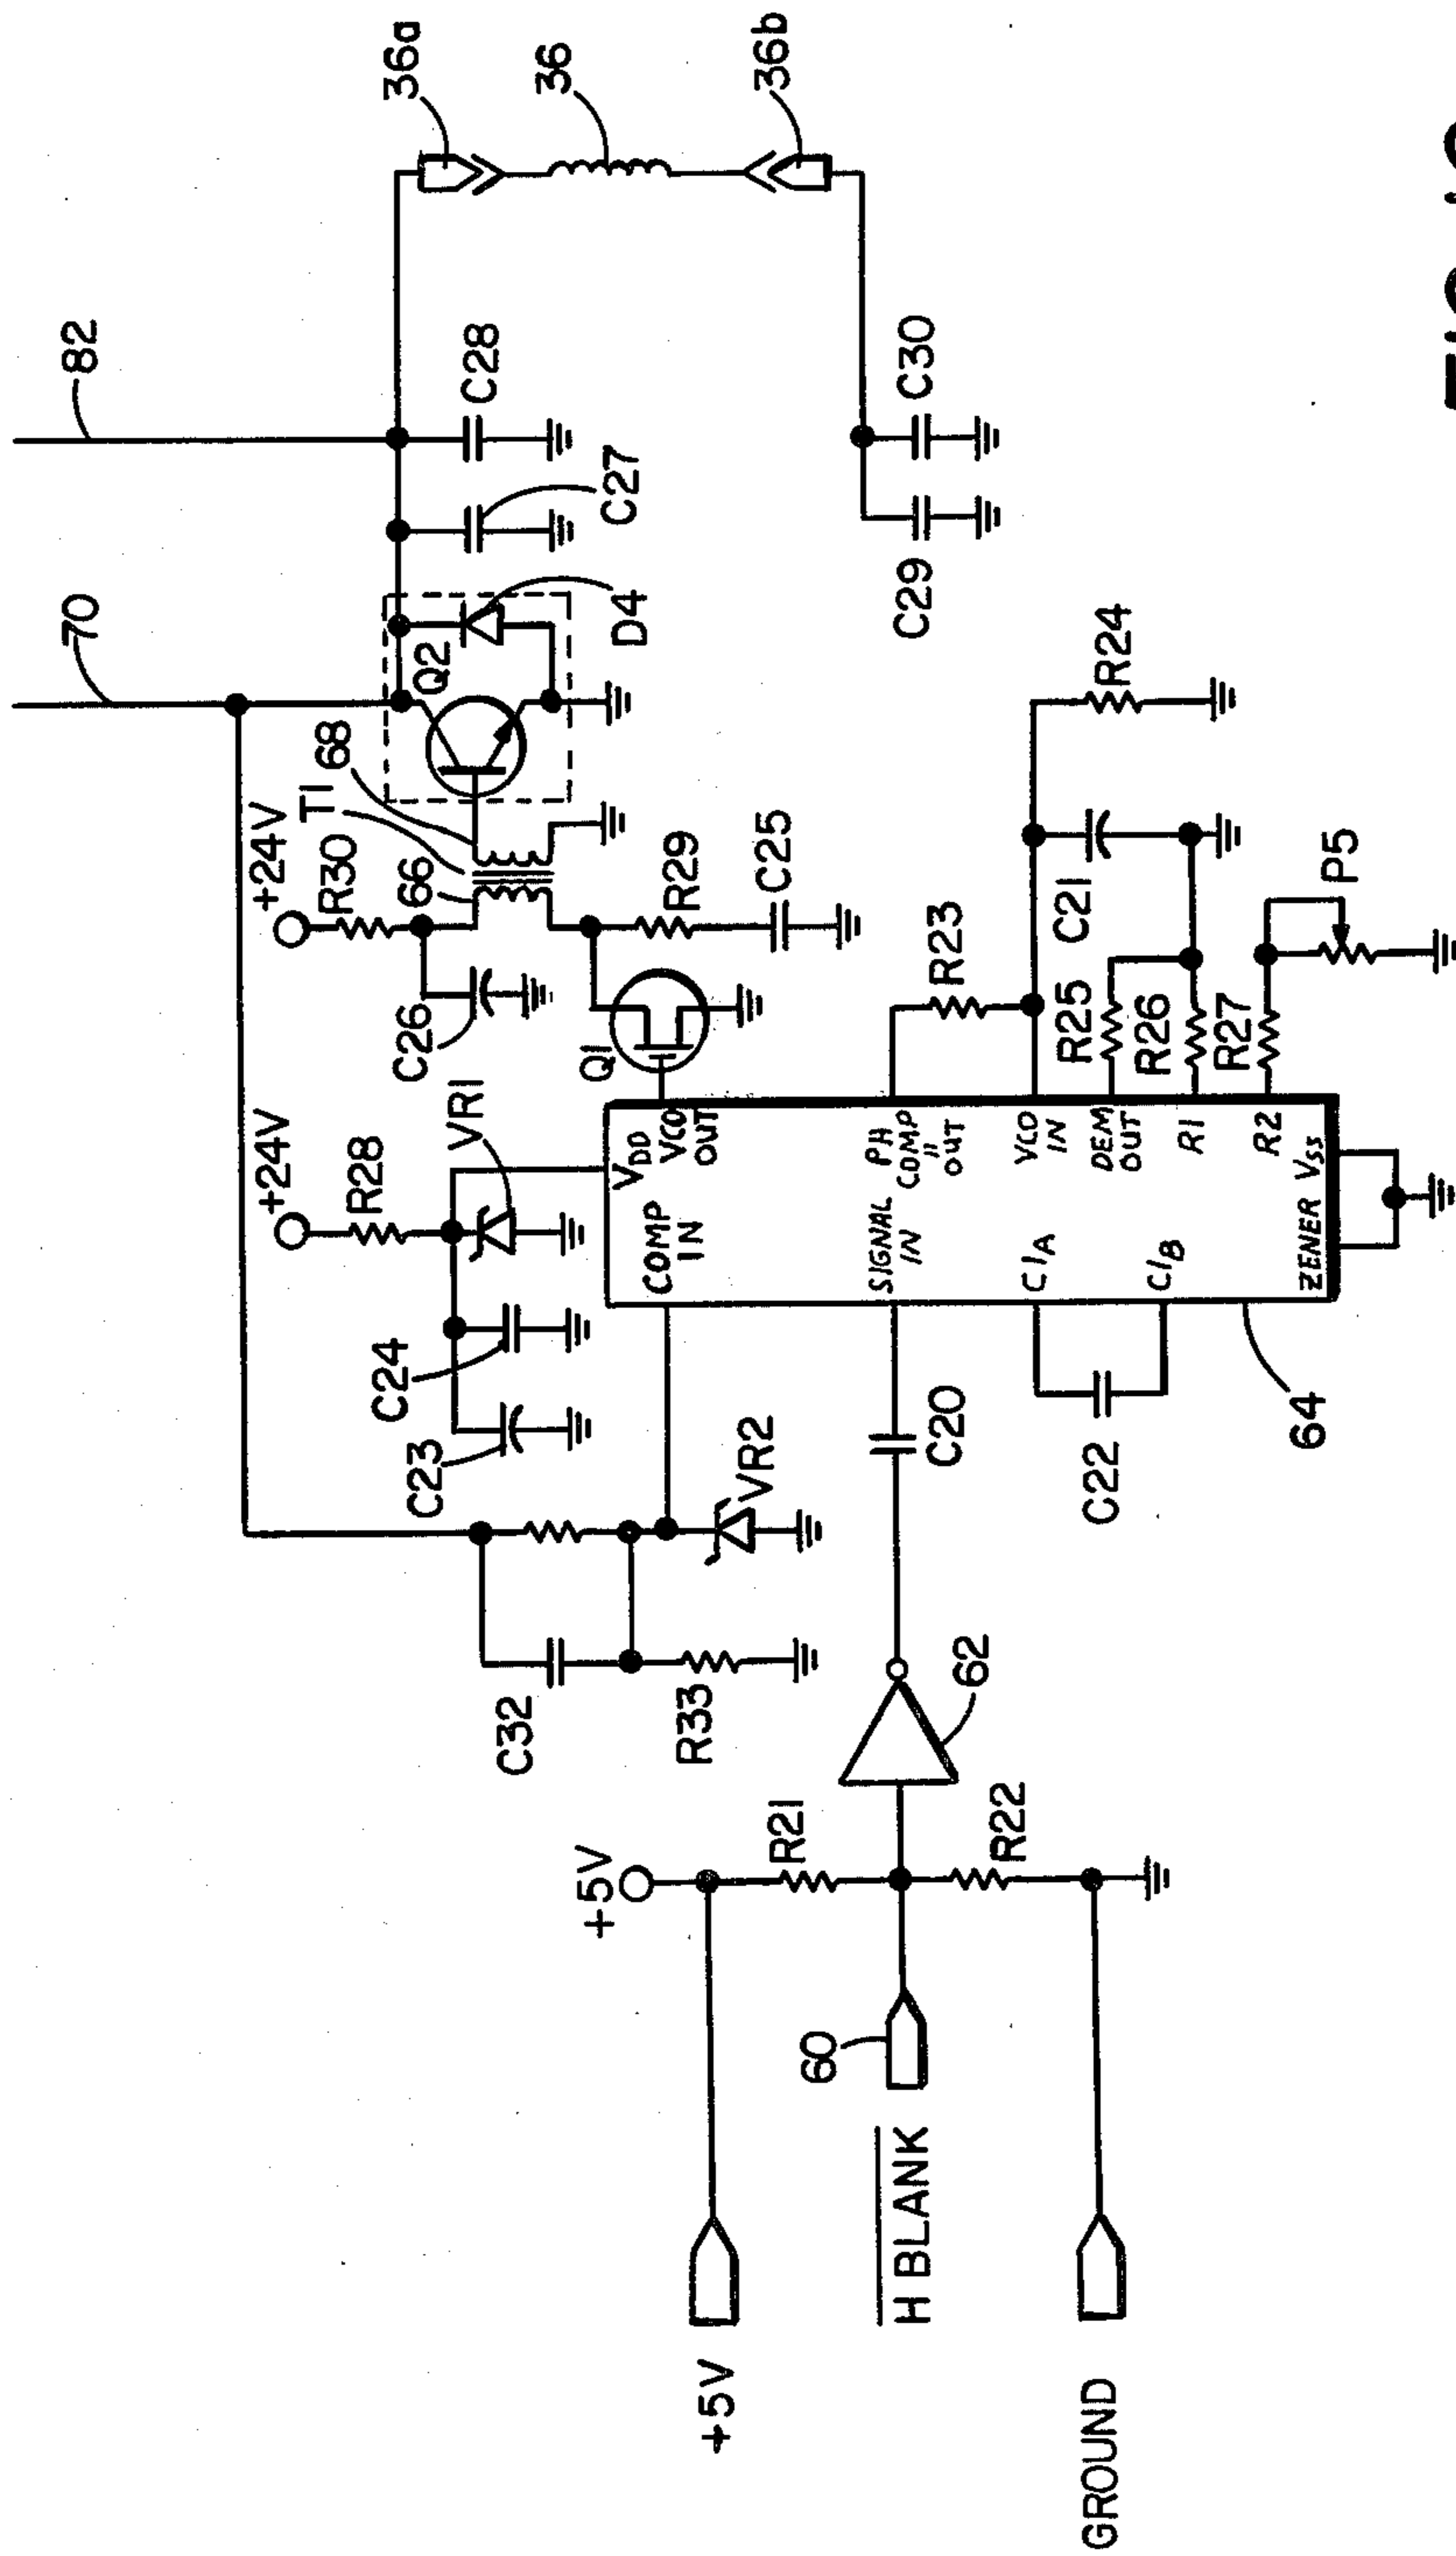 82
70
36a
36
36b
+24V
R30
T1
68
66
Q2
D4
C27
C28
C29
C30
C26
Q1
R29
C25
+24V
R28
VR1
C24
C23
VR2
C32
R33
COMP IN
VDD
VCO OUT
SIGNAL IN
PH COMP II OUT
C1A
VCO IN
C1B
DEM OUT
R1
R2
ZENER
VSS
R23
R24
C21
R25
R26
R27
P5
C20
C22
64
62
+5V
R21
R22
60
+5V
H BLANK
GROUND